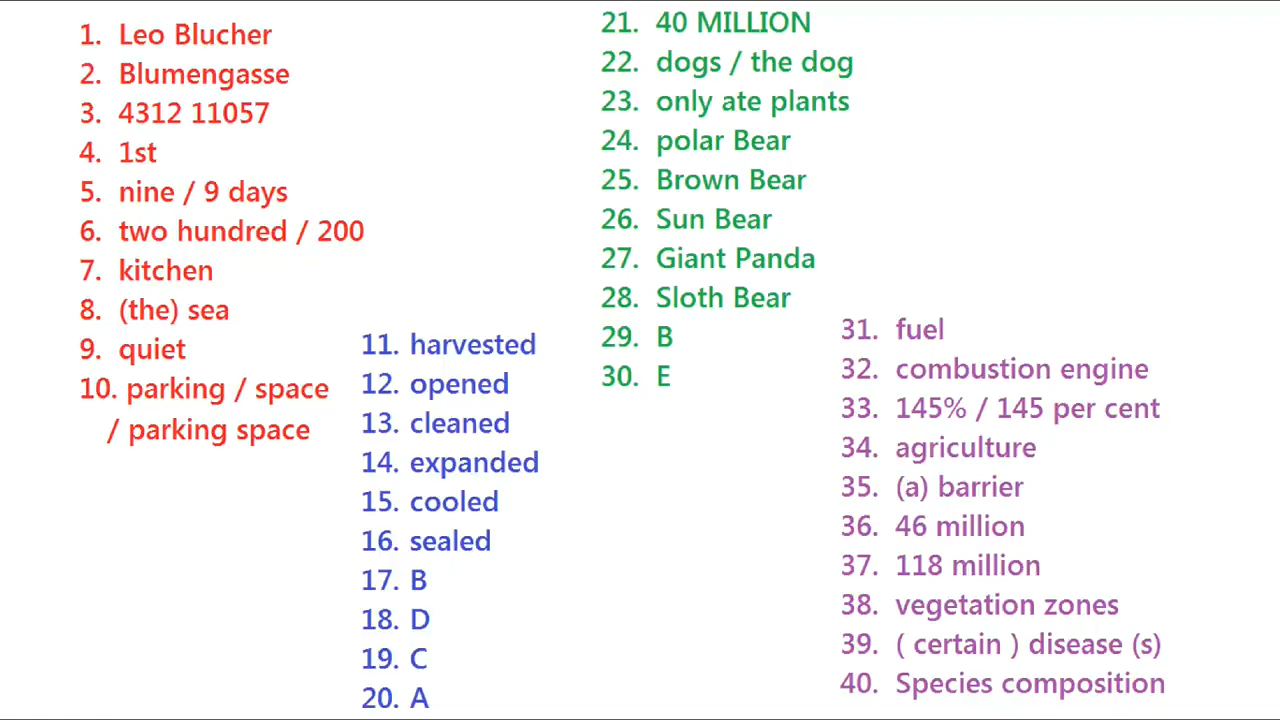 1. Leo Blucher
2. Blumengasse
3. 4312 11057
4. 1st
5. nine / 9 days
6. two hundred / 200
7. kitchen
8. (the) sea
9. quiet
10. parking / space
/ parking space
11. harvested
12. opened
13. cleaned
14. expanded
15. cooled
16. sealed
17. B
18. D
19. C
20. A
21. 40 MILLION
22. dogs / the dog
23. only ate plants
24. polar Bear
25. Brown Bear
26. Sun Bear
27. Giant Panda
28. Sloth Bear
29. B
30. E
31. fuel
32. combustion engine
33. 145% / 145 per cent
34. agriculture
35. (a) barrier
36. 46 million
37. 118 million
38. vegetation zones
39. ( certain ) disease (s)
40. Species composition